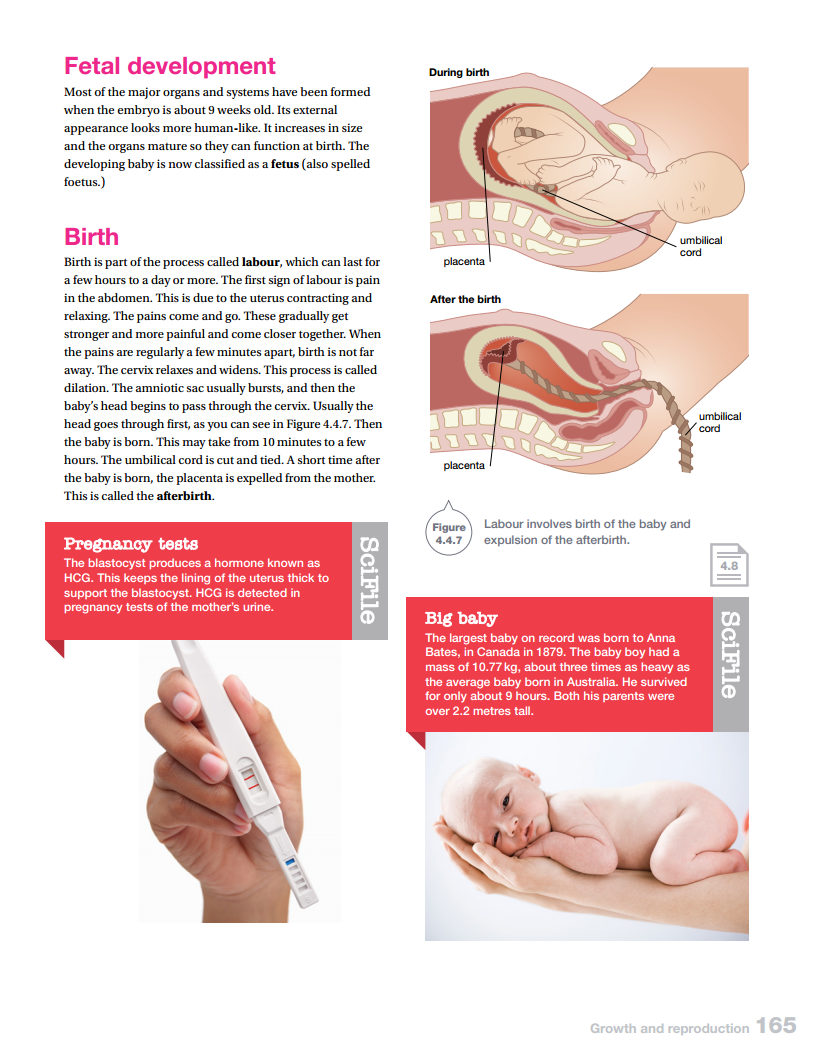 Fetal development
Most of the major organs and systems have been formed
when the embryo is about 9 weeks old. Its external
appearance looks more human-like. It increases in size
and the organs mature so they can function at birth. The
developing baby is now classified as a fetus (also spelled
foetus.)
Birth
Birth is part of the process called labour, which can last for
a few hours to a day or more. The first sign of labour is pain
in the abdomen. This is due to the uterus contracting and
relaxing. The pains come and go. These gradually get
stronger and more painful and come closer together. When
the pains are regularly a few minutes apart, birth is not far
away. The cervix relaxes and widens. This process is called
dilation. The amniotic sac usually bursts, and then the
baby's head begins to pass through the cervix. Usually the
head goes through first, as you can see in Figure 4.4.7. Then
the baby is born. This may take from 10 minutes to a few
hours. The umbilical cord is cut and tied. A short time after
the baby is born, the placenta is expelled from the mother.
This is called the afterbirth.
Pregnancy tests
The blastocyst produces a hormone known as
HCG. This keeps the lining of the uterus thick to
support the blastocyst. HCG is detected in
pregnancy tests of the mother's urine.
SciFile
During birth
umbilical
cord
placenta
After the birth
umbilical
cord
placenta
Figure
4.4.7
Labour involves birth of the baby and
expulsion of the afterbirth.
4.8
Big baby
The largest baby on record was born to Anna
Bates, in Canada in 1879. The baby boy had a
mass of 10.77 kg, about three times as heavy as
the average baby born in Australia. He survived
for only about 9 hours. Both his parents were
over 2.2 metres tall.
SciFile
Growth and reproduction 165